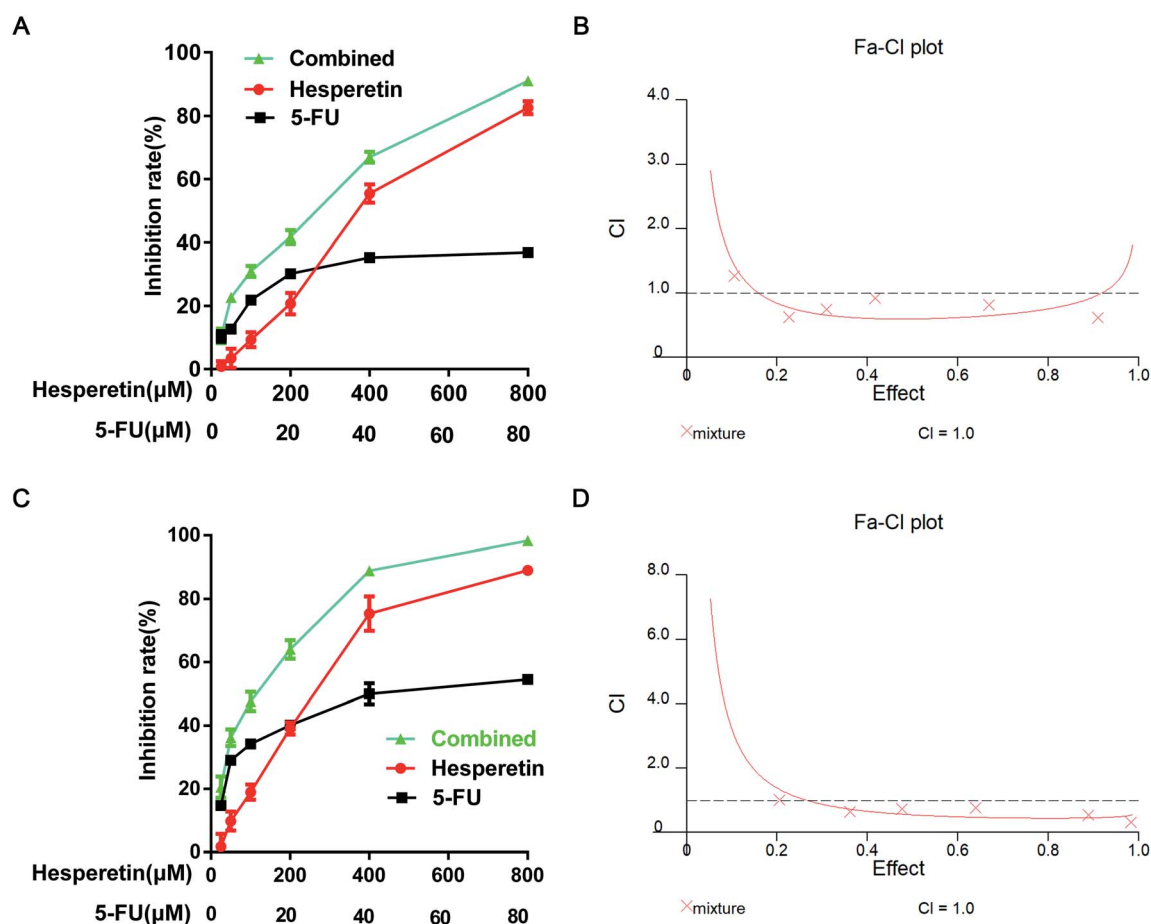 A
Combined
Hesperetin
5-FU
Inhibition rate(%)
100
80
60
40
20
0
Hesperetin(μM) 0 200 400 600 800
5-FU(μM) 0 20 40 60 80
B
Fa-CI plot
4.0
3.0
2.0
1.0
0
CI
0 0.2 0.4 0.6 0.8 1.0
Effect
mixture CI = 1.0
C
Combined
Hesperetin
5-FU
Inhibition rate(%)
100
80
60
40
20
0
Hesperetin(μM) 0 200 400 600 800
5-FU(μM) 0 20 40 60 80
D
Fa-CI plot
8.0
6.0
4.0
2.0
0
CI
0 0.2 0.4 0.6 0.8 1.0
Effect
mixture CI = 1.0